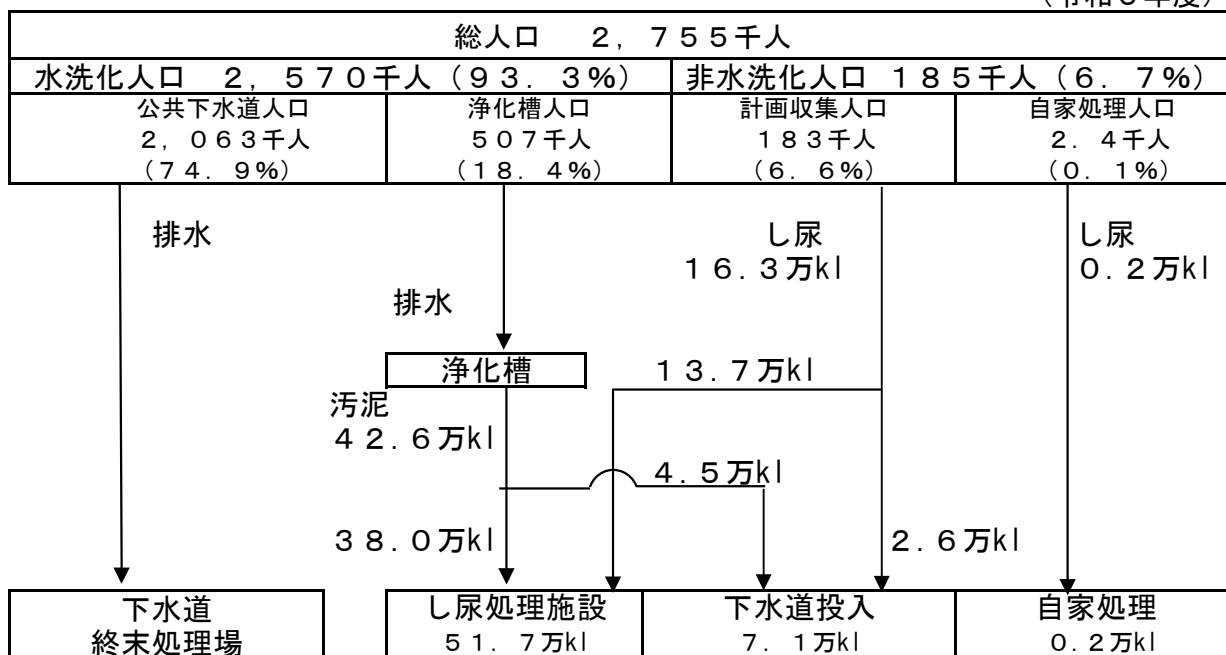 総人口　２，７５５千人
水洗化人口　２，５７０千人（９３．３％）
非水洗化人口　１８５千人（６．７％）
公共下水道人口
２，０６３千人
（７４．９％）
浄化槽人口
５０７千人
（１８．４％）
計画収集人口
１８３千人
（６．６％）
自家処理人口
２．４千人
（０．１％）
排水
し尿
１６.３万kl
し尿
０.２万kl
排水
浄化槽
１３.７万kl
汚泥
４２.６万kl
４.５万kl
３８.０万kl
２.６万kl
下水道
終末処理場
し尿処理施設
５１．７万kl
下水道投入
７．１万kl
自家処理
０．２万kl